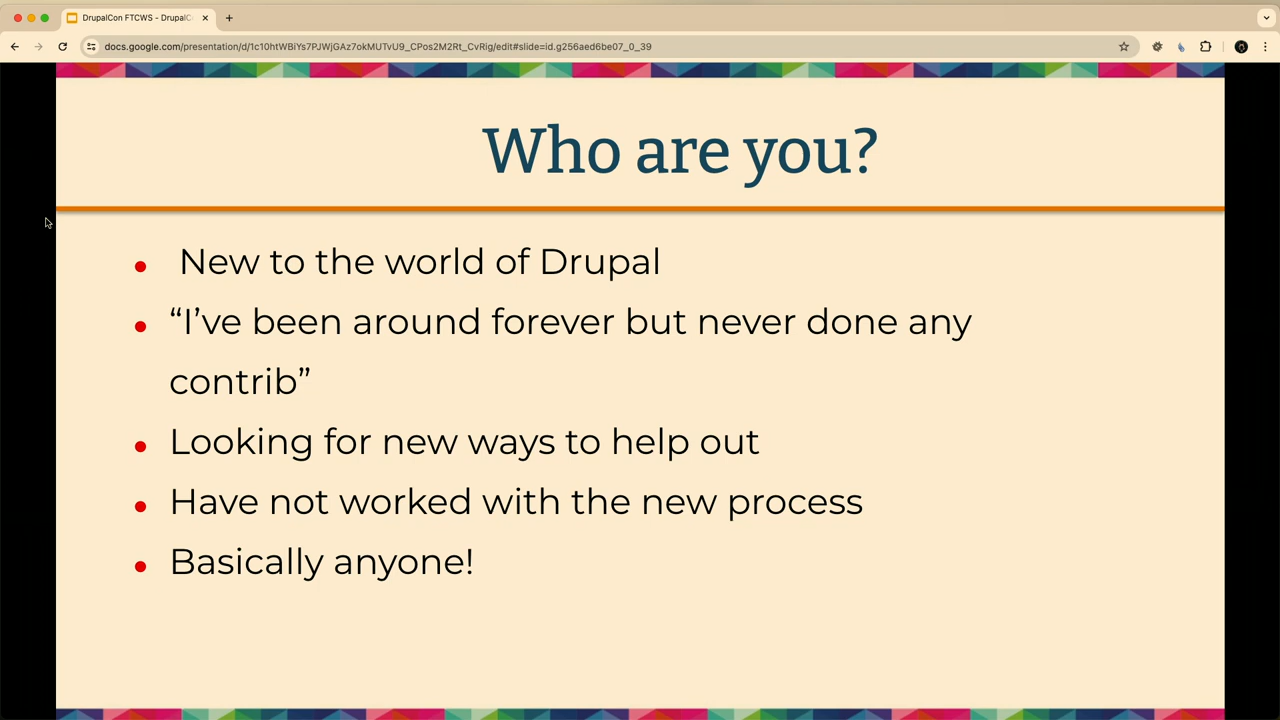 DrupalCon FTCWS - DrupalC
docs.google.com/presentation/d/1c10htWBiYs7PJWjGAz7okMUTvU9_CPos2M2Rt_CvRig/edit#slide=id.g256aed6be07_0_39
Who are you?
New to the world of Drupal
“I’ve been around forever but never done any
contrib”
Looking for new ways to help out
Have not worked with the new process
Basically anyone!